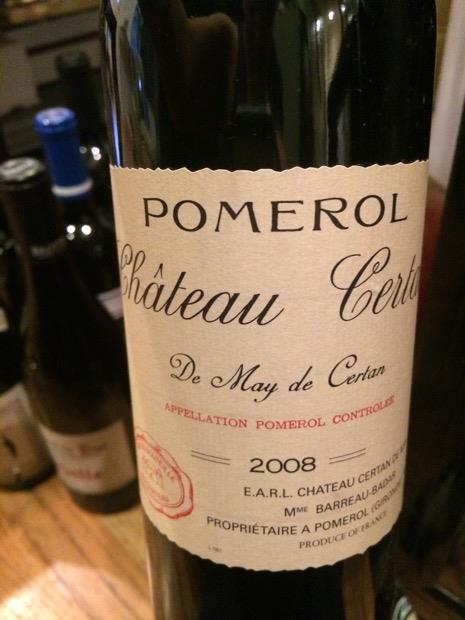 POMEROL
Château Certa
De May de Certan
APPELLATION POMEROL CONTROLÉE
2008
E.A.R.L. CHATEAU CERTAN DE
MME BARREAU-BADAR
PROPRIÉTAIRE A POMEROL (GIRONDE
PRODUCE OF FRANCE